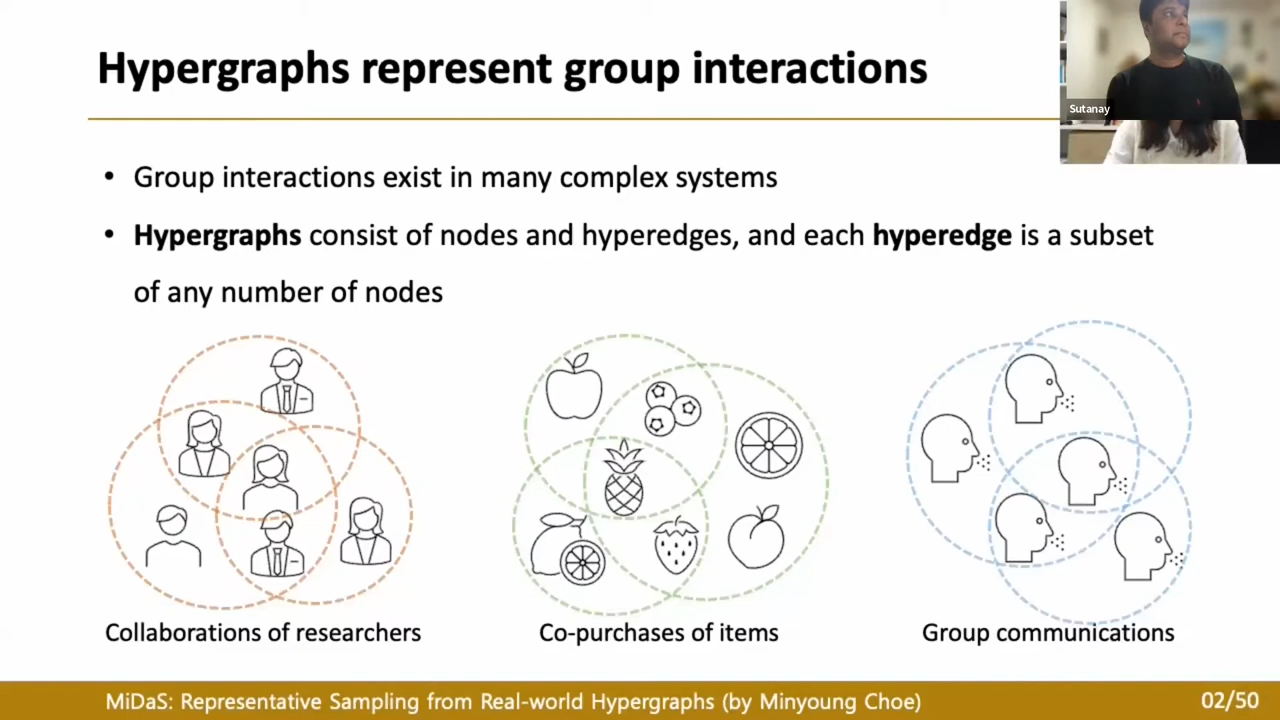 Hypergraphs represent group interactions
Sutanay
• Group interactions exist in many complex systems
• Hypergraphs consist of nodes and hyperedges, and each hyperedge is a subset
of any number of nodes
Collaborations of researchers
Co-purchases of items
Group communications
MiDaS: Representative Sampling from Real-world Hypergraphs (by Minyoung Choe)
02/50